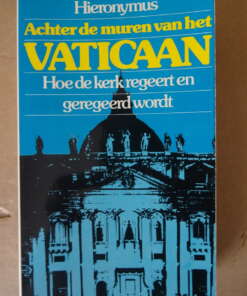 Hieronymus
Achter de muren van het
VATICAAN
Hoe de kerk regeert en
geregeerd wordt